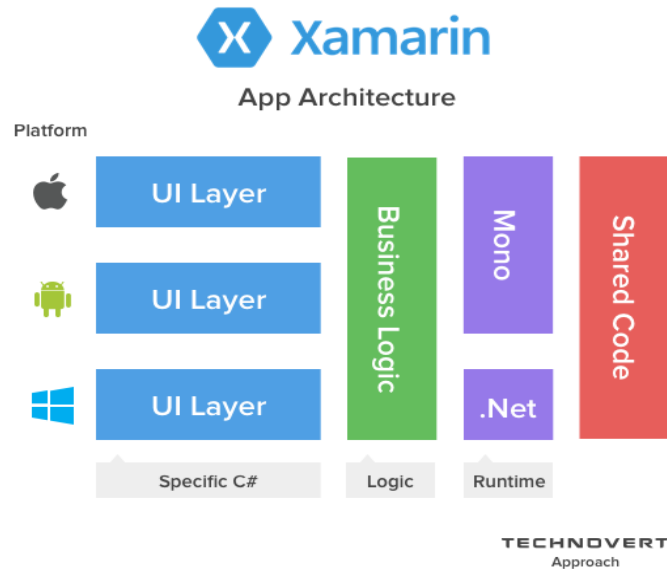 X Xamarin
App Architecture
Platform
UI Layer
UI Layer
UI Layer
Business Logic
Mono
.Net
Shared Code
Specific C#
Logic
Runtime
TECHNOVERT
Approach